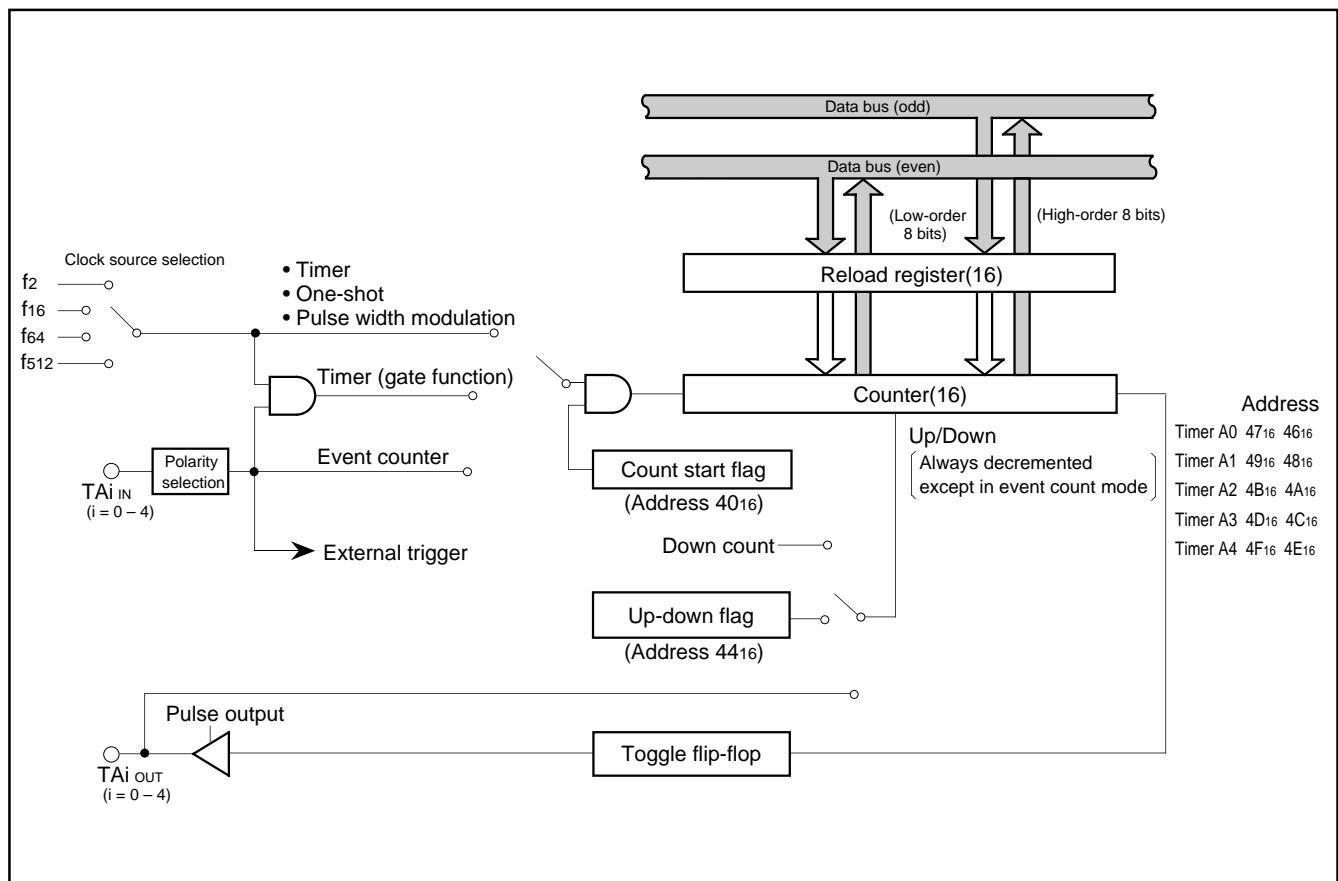 Data bus (odd)
Data bus (even)
(Low-order
8 bits)
(High-order 8 bits)
Reload register(16)
Clock source selection
f2
f16
f64
f512
• Timer
• One-shot
• Pulse width modulation
Timer (gate function)
Counter(16)
Address
Timer A0 4716 4616
Timer A1 4916 4816
Timer A2 4B16 4A16
Timer A3 4D16 4C16
Timer A4 4F16 4E16
Up/Down
Always decremented
except in event count mode
Polarity
selection
TAi IN
(i = 0 – 4)
Event counter
Count start flag
(Address 4016)
External trigger
Down count
Up-down flag
(Address 4416)
Pulse output
Toggle flip-flop
TAi OUT
(i = 0 – 4)